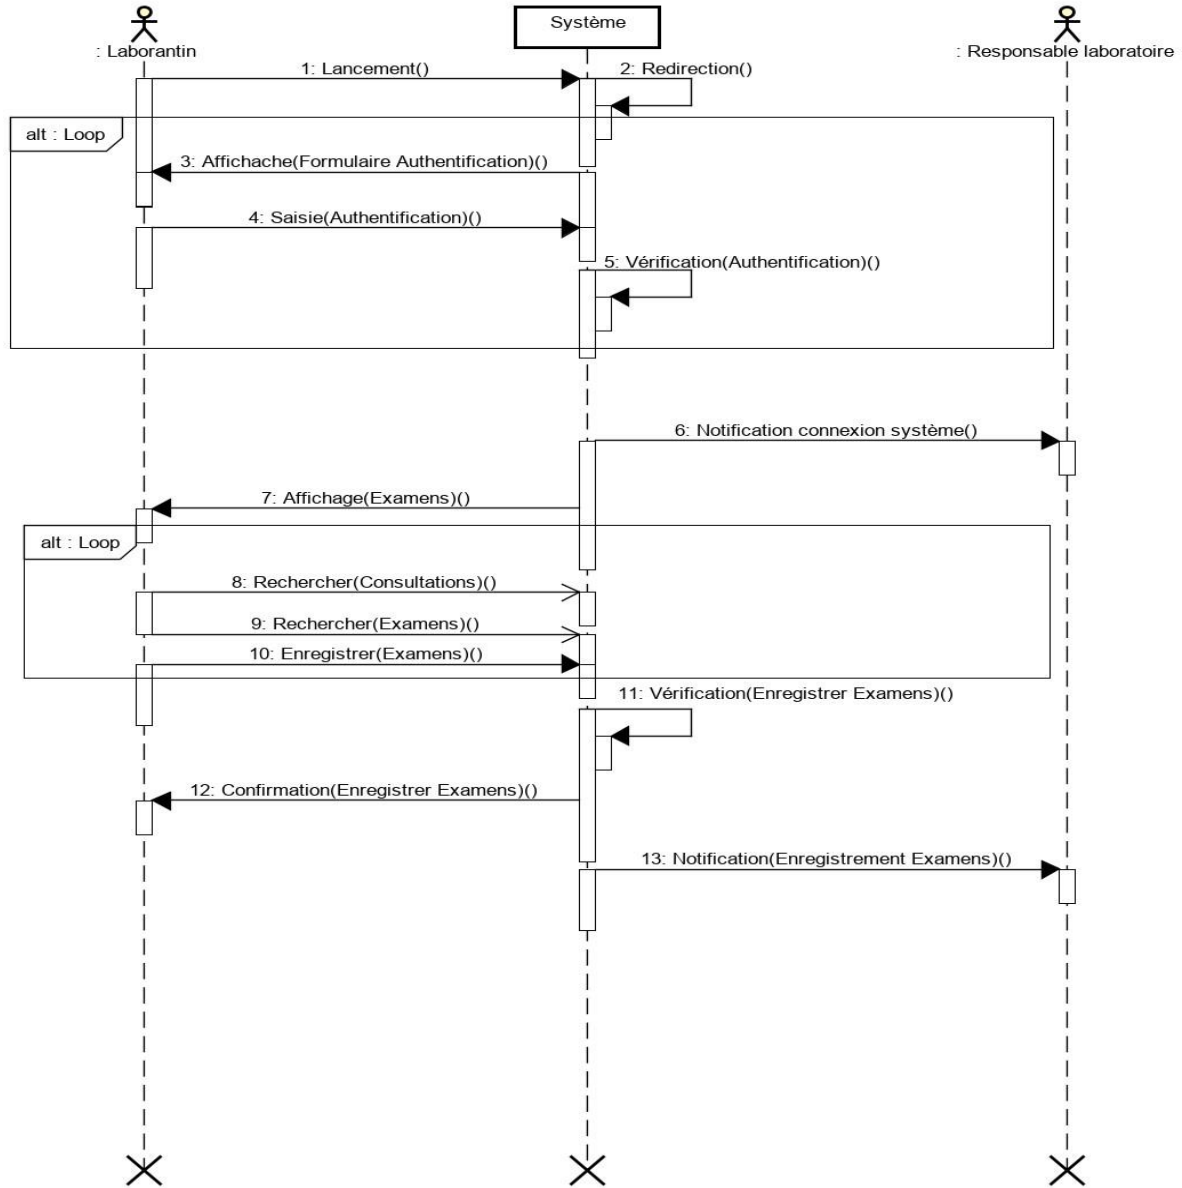 Système
: Laborantin
: Responsable laboratoire
1: Lancement()
2: Redirection()
alt : Loop
3: Affichache(Formulaire Authentification)()
4: Saisie(Authentification)()
5: Vérification(Authentification)()
6: Notification connexion système()
7: Affichage(Examens)()
alt : Loop
8: Rechercher(Consultations)()
9: Rechercher(Examens)()
10: Enregistrer(Examens)()
11: Vérification(Enregistrer Examens)()
12: Confirmation(Enregistrer Examens)()
13: Notification(Enregistrement Examens)()